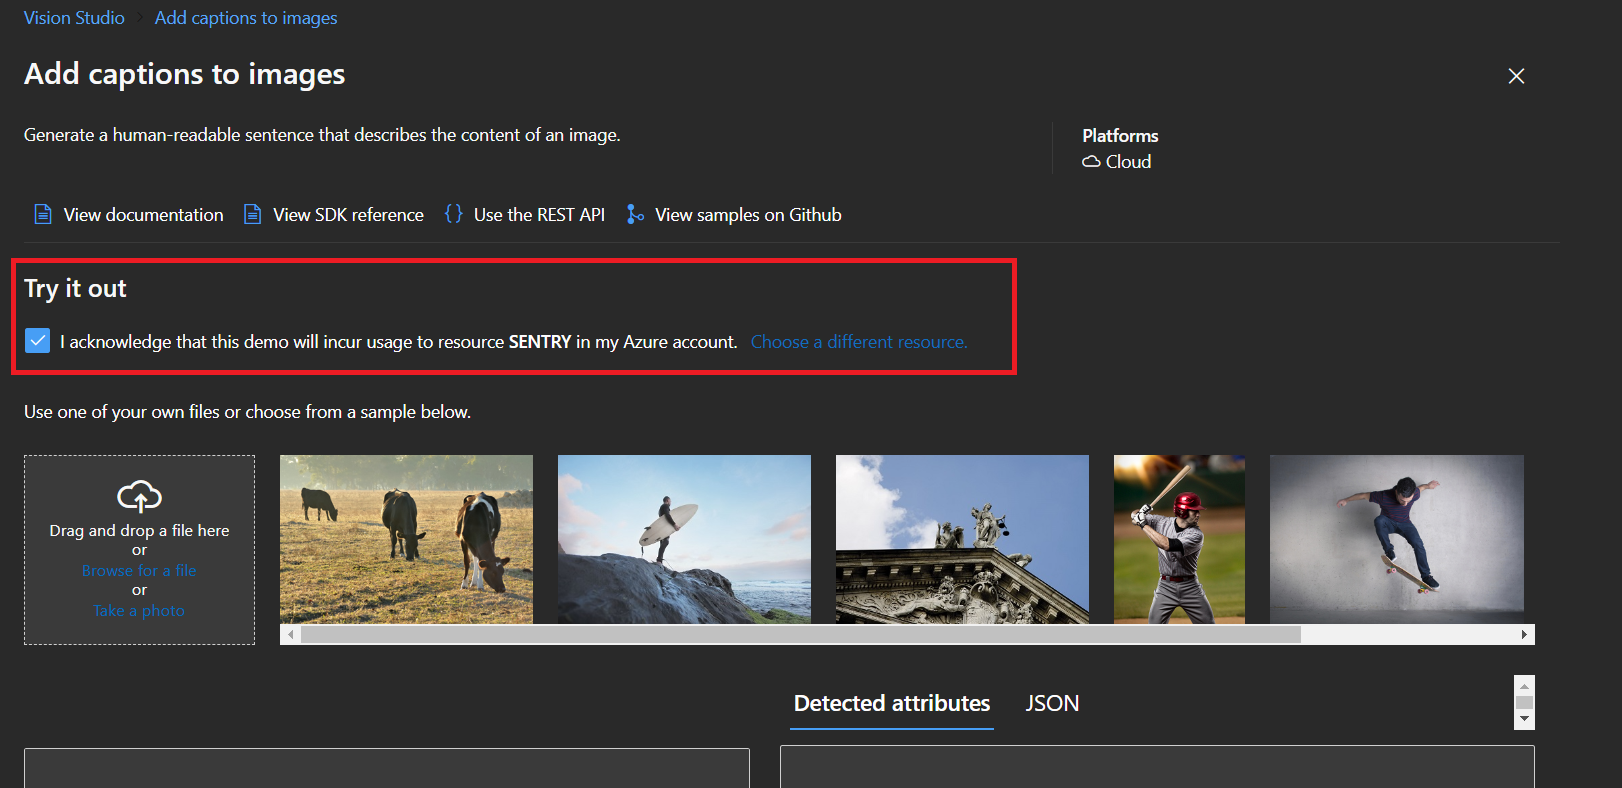 Vision Studio > Add captions to images
Add captions to images
Generate a human-readable sentence that describes the content of an image.
Platforms
Cloud
View documentation View SDK reference {} Use the REST API View samples on Github
Try it out
I acknowledge that this demo will incur usage to resource SENTRY in my Azure account. Choose a different resource.
Use one of your own files or choose from a sample below.
Drag and drop a file here
or
Browse for a file
or
Take a photo
Detected attributes JSON